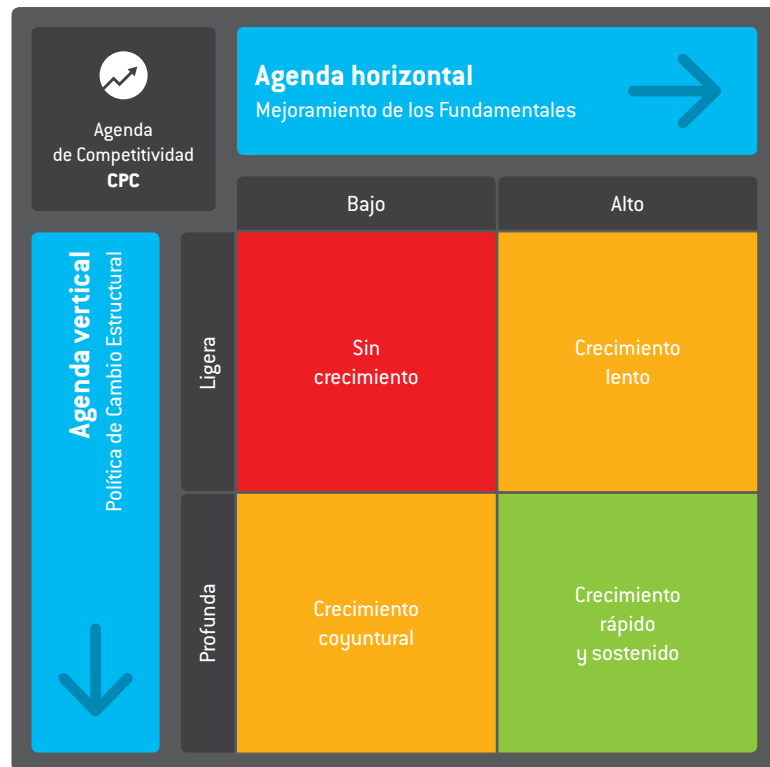 Agenda
de Competitividad
CPC
Agenda horizontal
Mejoramiento de los Fundamentales
Bajo
Alto
Agenda vertical
Política de Cambio Estructural
Ligera
Sin
crecimiento
Crecimiento
lento
Profunda
Crecimiento
coyuntural
Crecimiento
rápido
y sostenido